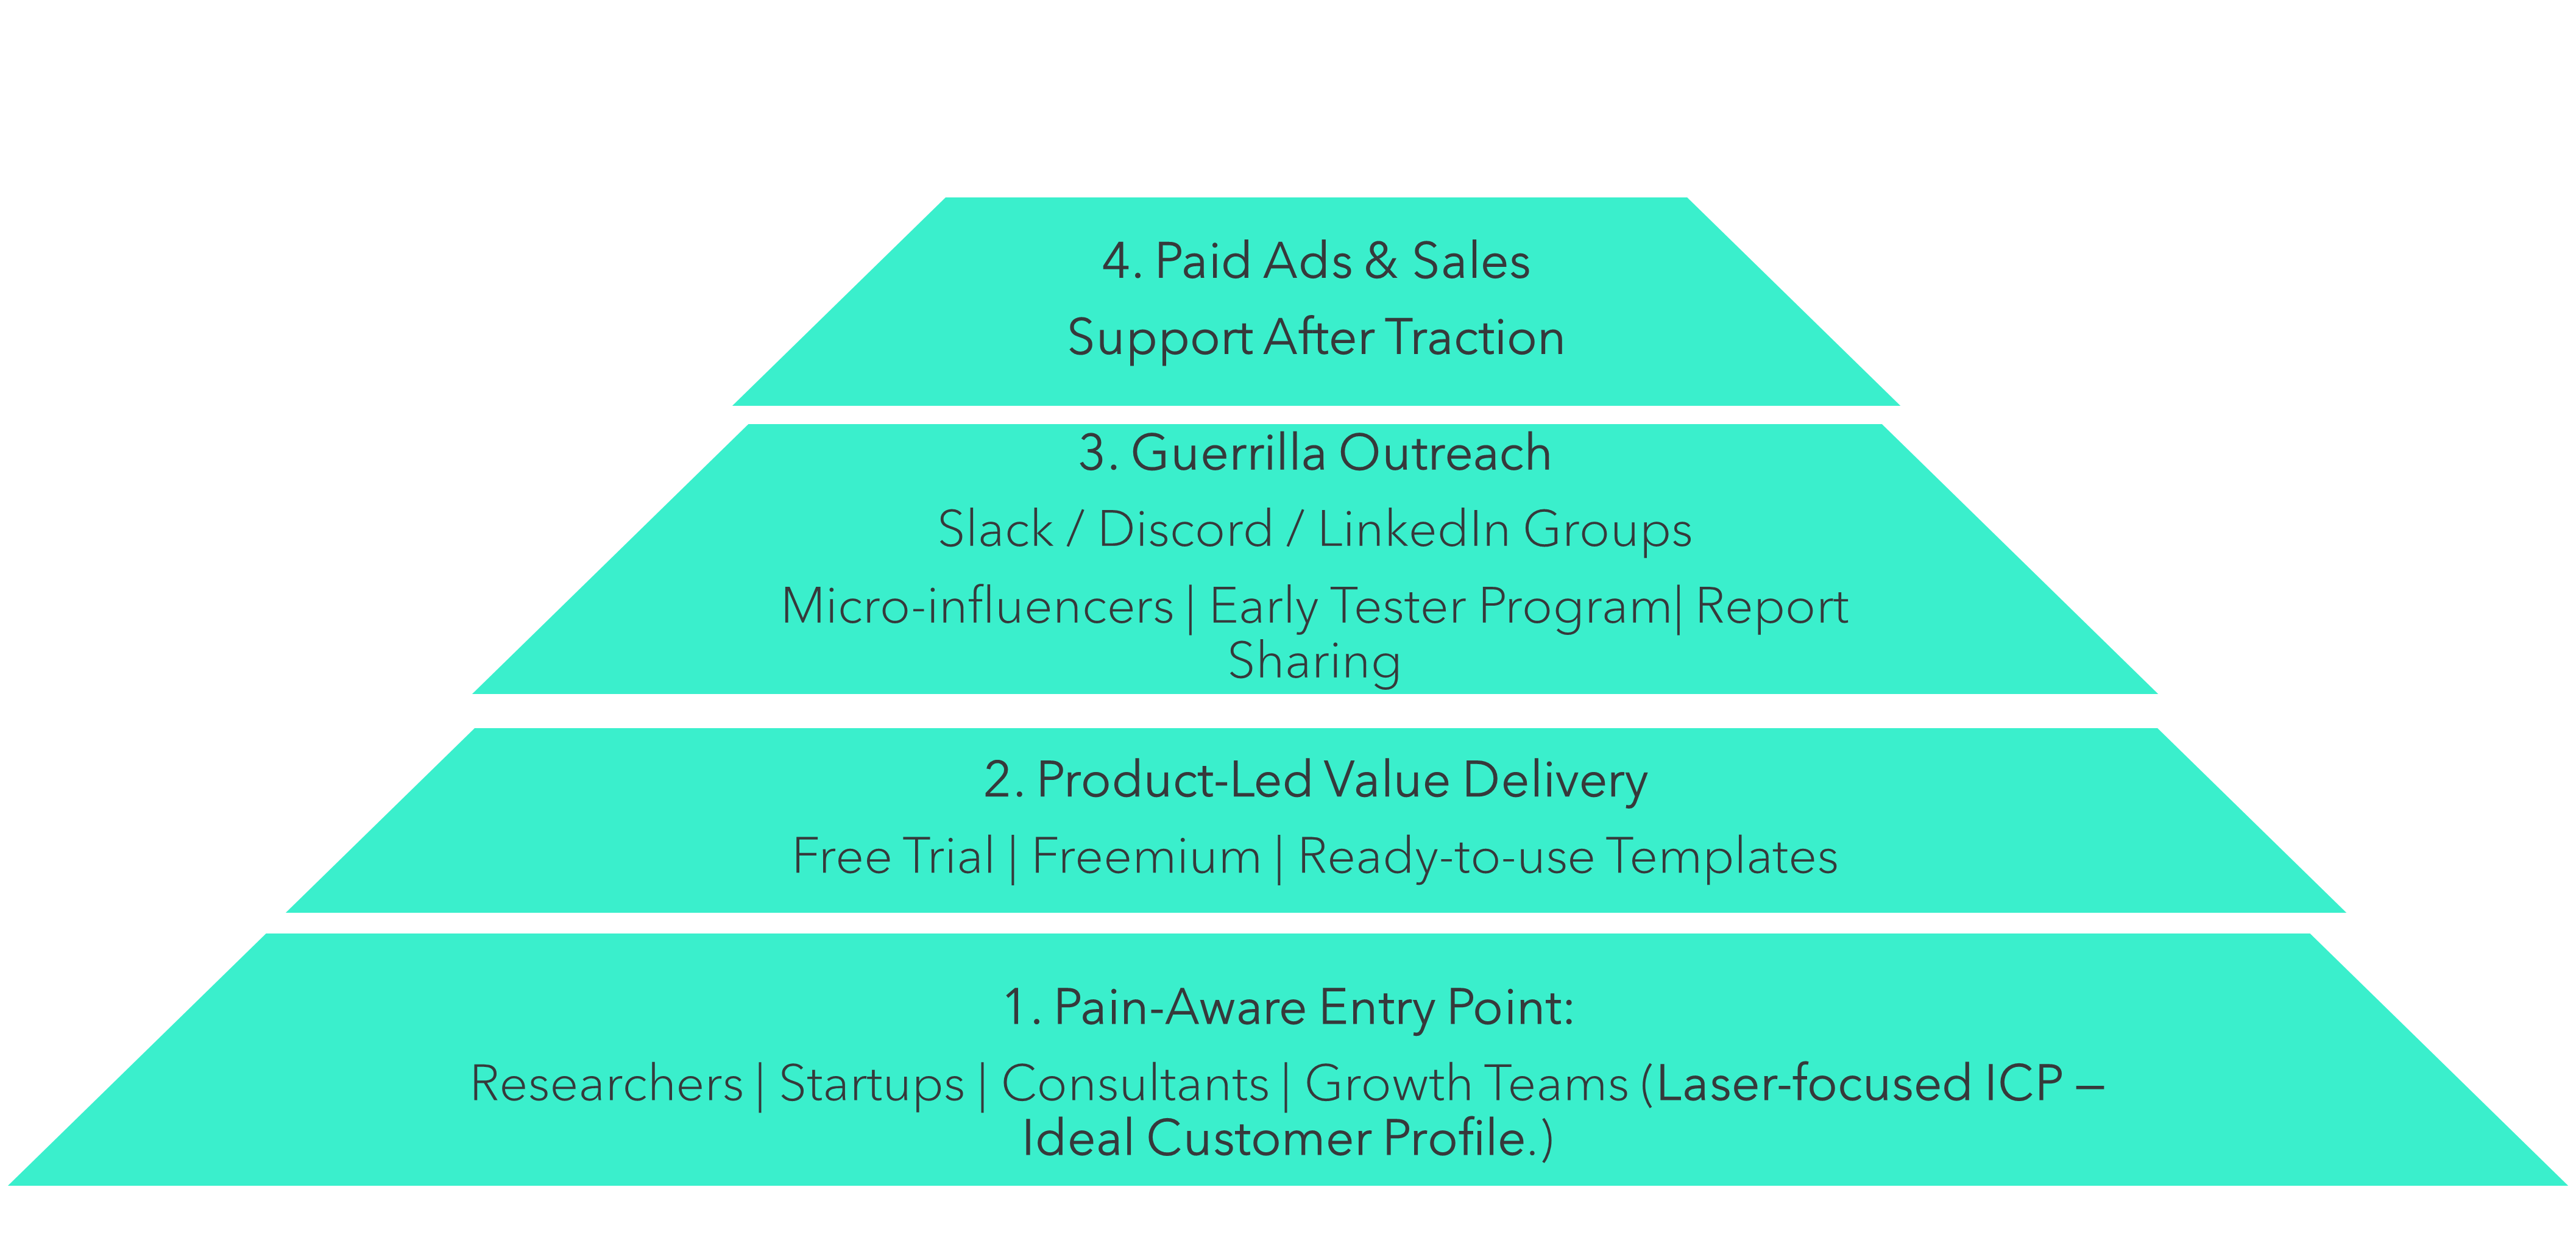 4. Paid Ads & Sales
Support After Traction
3. Guerrilla Outreach
Slack / Discord / LinkedIn Groups
Micro-influencers | Early Tester Program| Report
Sharing
2. Product-Led Value Delivery
Free Trial | Freemium | Ready-to-use Templates
1. Pain-Aware Entry Point:
Researchers | Startups | Consultants | Growth Teams (Laser-focused ICP —
Ideal Customer Profile.)